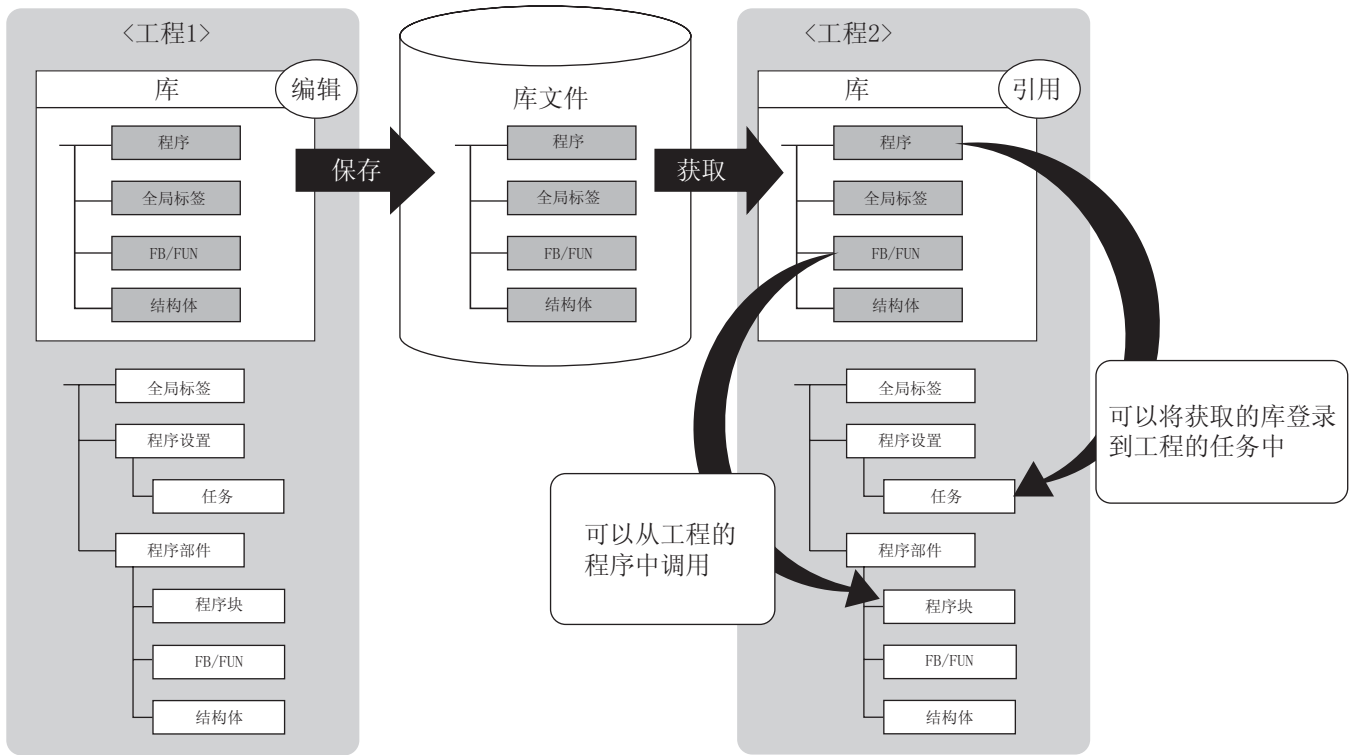 <工程1>
库
编辑
程序
全局标签
FB/FUN
结构体
全局标签
程序设置
任务
程序部件
程序块
FB/FUN
结构体
保存
库文件
程序
全局标签
FB/FUN
结构体
获取
<工程2>
库
引用
程序
全局标签
FB/FUN
结构体
全局标签
程序设置
任务
程序部件
程序块
FB/FUN
结构体
可以从工程的
程序中调用
可以将获取的库登录
到工程的任务中